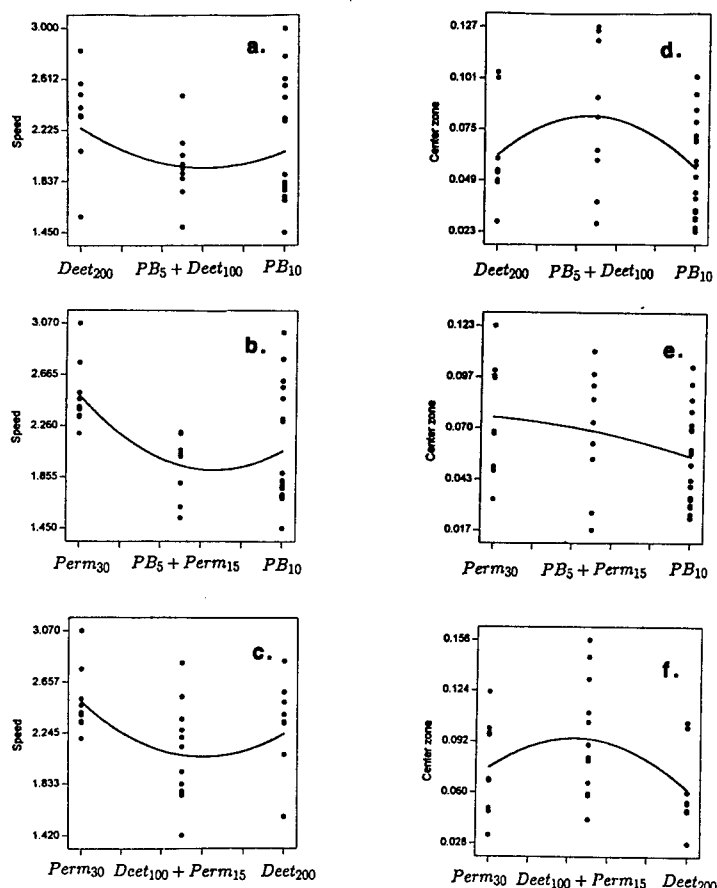 a.
3.000
2.612
2.225
1.837
1.450
Speed
Deet200
PB5 + Deet100
PB10
d.
0.127
0.101
0.075
0.049
0.023
Center zone
Deet200
PB5 + Deet100
PB10
b.
3.070
2.665
2.260
1.855
1.450
Speed
Perm30
PB5 + Perm15
PB10
e.
0.123
0.097
0.070
0.043
0.017
Center zone
Perm30
PB5 + Perm15
PB10
c.
3.070
2.657
2.245
1.833
1.420
Speed
Perm30
Deet100 + Perm15
Deet200
f.
0.156
0.124
0.092
0.060
0.028
Center zone
Perm30
Deet100 + Perm15
Deet200